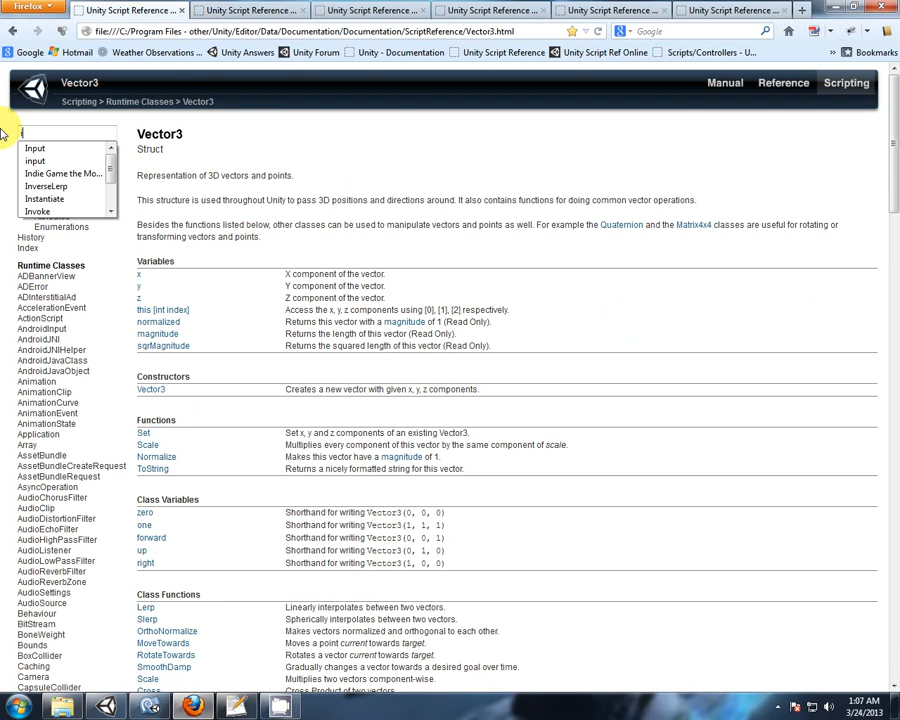 Firefox
Unity Script Reference ...
Unity Script Reference ...
Unity Script Reference ...
Unity Script Reference ...
Unity Script Reference ...
Unity Script Reference ...
file:///C:/Program Files - other/Unity/Editor/Data/Documentation/Documentation/ScriptReference/Vector3.html
Google
Google Hotmail Weather Observations ... Unity Answers Unity Forum Unity - Documentation Unity Script Reference Unity Script Ref Online Scripts/Controllers - U... Bookmarks
Vector3
Manual Reference Scripting
Scripting > Runtime Classes > Vector3
i
Input
input
Indie Game the Mo...
InverseLerp
Instantiate
Invoke
Enumerations
History
Index
Runtime Classes
ADBannerView
ADError
ADInterstitialAd
AccelerationEvent
ActionScript
AndroidInput
AndroidJNI
AndroidJNIHelper
AndroidJavaClass
AndroidJavaObject
Animation
AnimationClip
AnimationCurve
AnimationEvent
AnimationState
Application
Array
AssetBundle
AssetBundleCreateRequest
AssetBundleRequest
AsyncOperation
AudioChorusFilter
AudioClip
AudioDistortionFilter
AudioEchoFilter
AudioHighPassFilter
AudioListener
AudioLowPassFilter
AudioReverbFilter
AudioReverbZone
AudioSettings
AudioSource
Behaviour
BitStream
BoneWeight
Bounds
BoxCollider
Caching
Camera
CapsuleCollider
Vector3
Struct
Representation of 3D vectors and points.
This structure is used throughout Unity to pass 3D positions and directions around. It also contains functions for doing common vector operations.
Besides the functions listed below, other classes can be used to manipulate vectors and points as well. For example the Quaternion and the Matrix4x4 classes are useful for rotating or
transforming vectors and points.
Variables
x X component of the vector.
y Y component of the vector.
z Z component of the vector.
this [int index] Access the x, y, z components using [0], [1], [2] respectively.
normalized Returns this vector with a magnitude of 1 (Read Only).
magnitude Returns the length of this vector (Read Only).
sqrMagnitude Returns the squared length of this vector (Read Only).
Constructors
Vector3 Creates a new vector with given x, y, z components.
Functions
Set Set x, y and z components of an existing Vector3.
Scale Multiplies every component of this vector by the same component of scale.
Normalize Makes this vector have a magnitude of 1.
ToString Returns a nicely formatted string for this vector.
Class Variables
zero Shorthand for writing Vector3(0, 0, 0)
one Shorthand for writing Vector3(1, 1, 1)
forward Shorthand for writing Vector3(0, 0, 1)
up Shorthand for writing Vector3(0, 1, 0)
right Shorthand for writing Vector3(1, 0, 0)
Class Functions
Lerp Linearly interpolates between two vectors.
Slerp Spherically interpolates between two vectors.
OrthoNormalize Makes vectors normalized and orthogonal to each other.
MoveTowards Moves a point current towards target.
RotateTowards Rotates a vector current towards target.
SmoothDamp Gradually changes a vector towards a desired goal over time.
Scale Multiplies two vectors component-wise.
Cross Cross Product of two vectors.
1:07 AM
3/24/2013